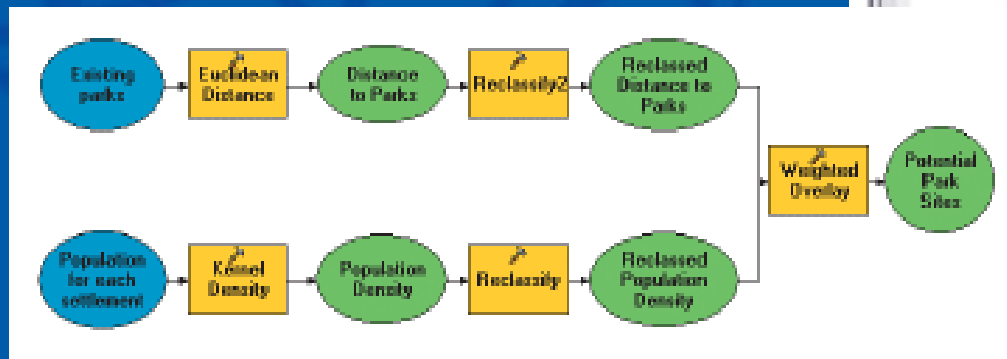 Existing
parks
Euclidean
Distance
Distance
to Parks
Reclassify2
Reclassed
Distance to
Parks
Weighted
Overlay
Potential
Park
Sites
Population
for each
settlement
Kernel
Density
Population
Density
Reclassify
Reclassed
Population
Density